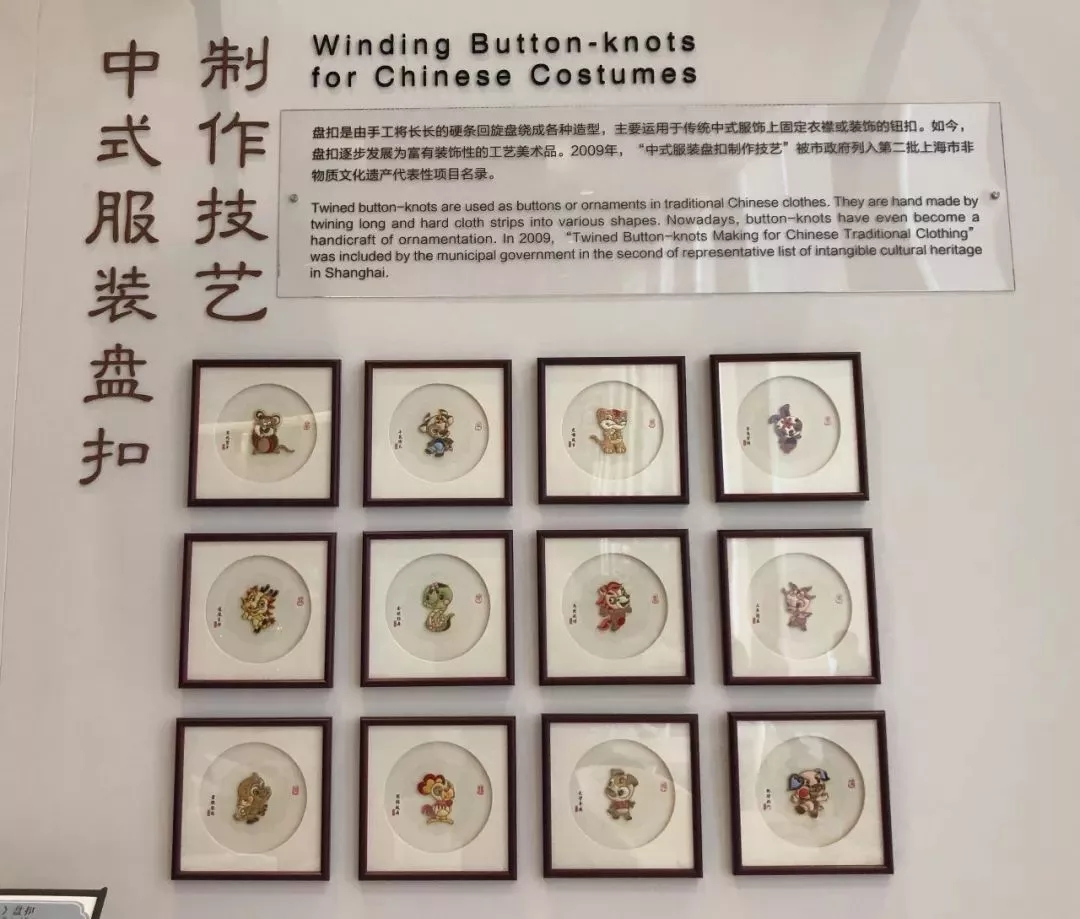 中式服装盘扣
制作技艺
Winding Button-knots
for Chinese Costumes
盘扣是由手工将长长的硬条回旋盘绕成各种造型，主要运用于传统中式服饰上固定衣襟或装饰的钮扣。如今，
盘扣逐步发展为富有装饰性的工艺美术品。2009年，“中式服装盘扣制作技艺”被市政府列入第二批上海市非
物质文化遗产代表性项目名录。
Twined button-knots are used as buttons or ornaments in traditional Chinese clothes. They are hand made by
twining long and hard cloth strips into various shapes. Nowadays, button-knots have even become a
handicraft of ornamentation. In 2009, “Twined Button-knots Making for Chinese Traditional Clothing”
was included by the municipal government in the second of representative list of intangible cultural heritage
in Shanghai.
》盘扣